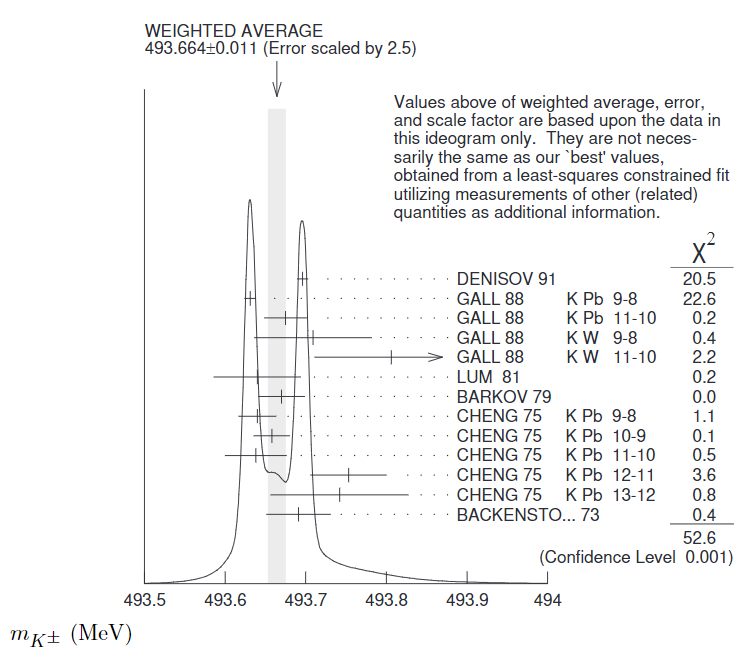 WEIGHTED AVERAGE
493.664±0.011 (Error scaled by 2.5)
Values above of weighted average, error,
and scale factor are based upon the data in
this ideogram only. They are not neces-
sarily the same as our `best' values,
obtained from a least-squares constrained fit
utilizing measurements of other (related)
quantities as additional information.
χ²
DENISOV 91 20.5
GALL 88 K Pb 9-8 22.6
GALL 88 K Pb 11-10 0.2
GALL 88 K W 9-8 0.4
GALL 88 K W 11-10 2.2
LUM 81 0.2
BARKOV 79 0.0
CHENG 75 K Pb 9-8 1.1
CHENG 75 K Pb 10-9 0.1
CHENG 75 K Pb 11-10 0.5
CHENG 75 K Pb 12-11 3.6
CHENG 75 K Pb 13-12 0.8
BACKENSTO... 73 0.4
52.6
(Confidence Level 0.001)
493.5 493.6 493.7 493.8 493.9 494
m_K± (MeV)